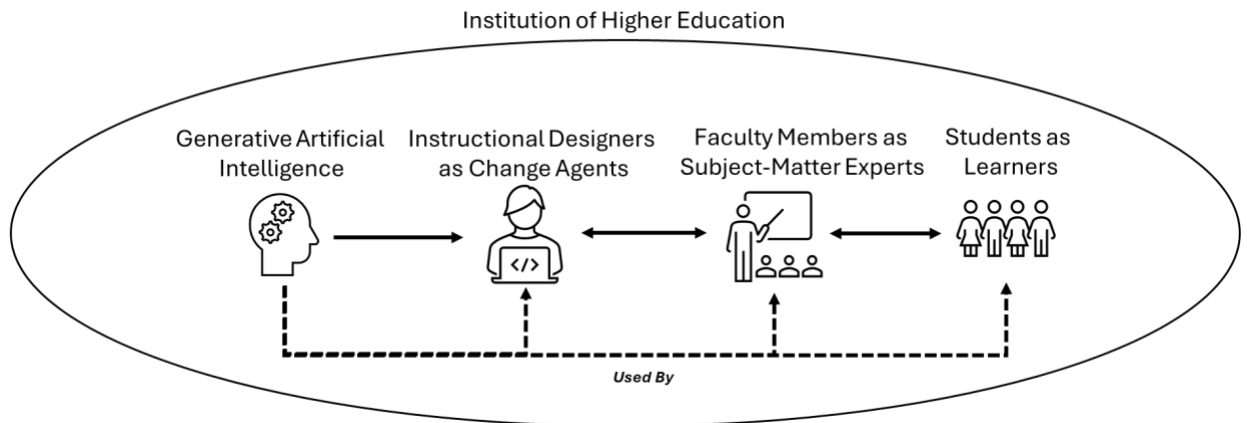 Institution of Higher Education
Generative Artificial
Intelligence
Instructional Designers
as Change Agents
Faculty Members as
Subject-Matter Experts
Students as
Learners
</>
Used By